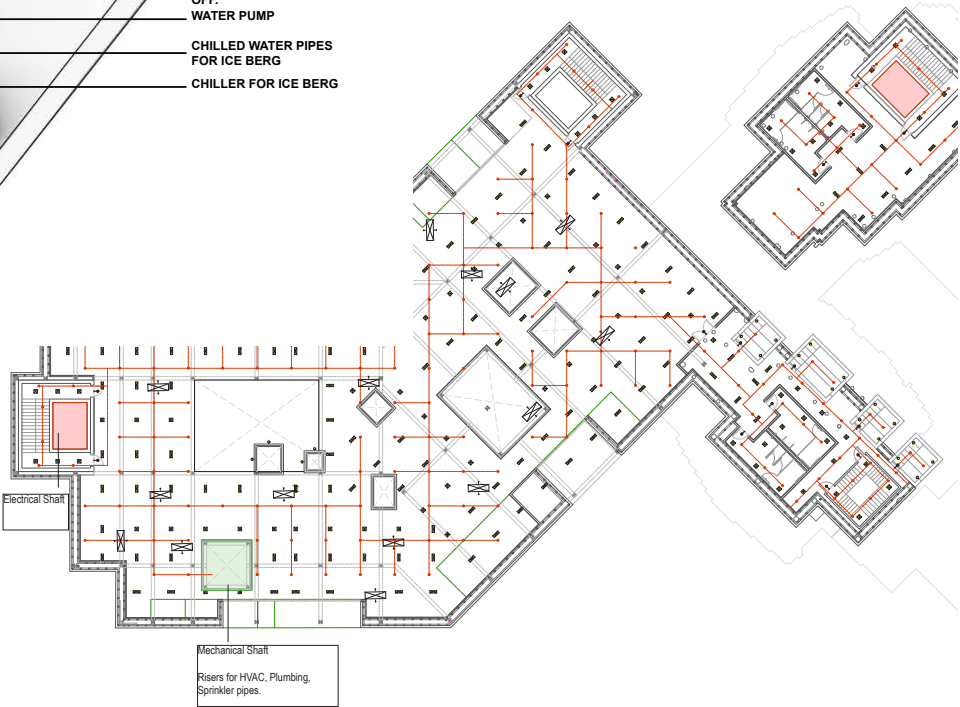 OFF.
WATER PUMP
CHILLED WATER PIPES
FOR ICE BERG
CHILLER FOR ICE BERG
Electrical Shaft
Mechanical Shaft
Risers for HVAC, Plumbing,
Sprinkler pipes.